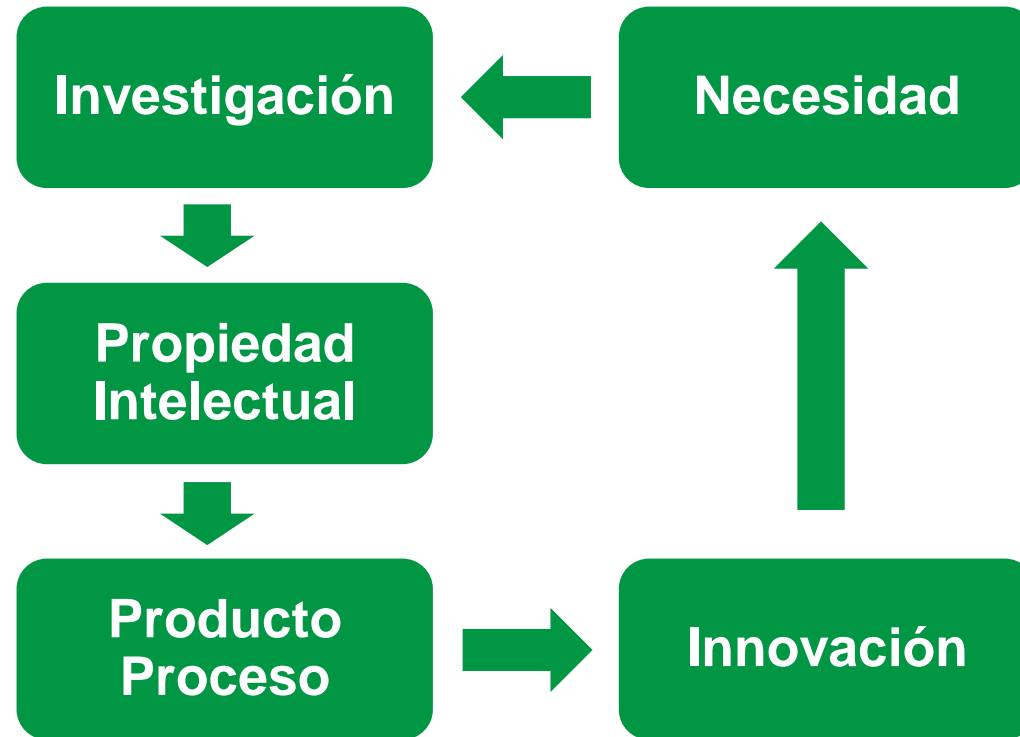 Investigación
Necesidad
Propiedad
Intelectual
Producto
Proceso
Innovación